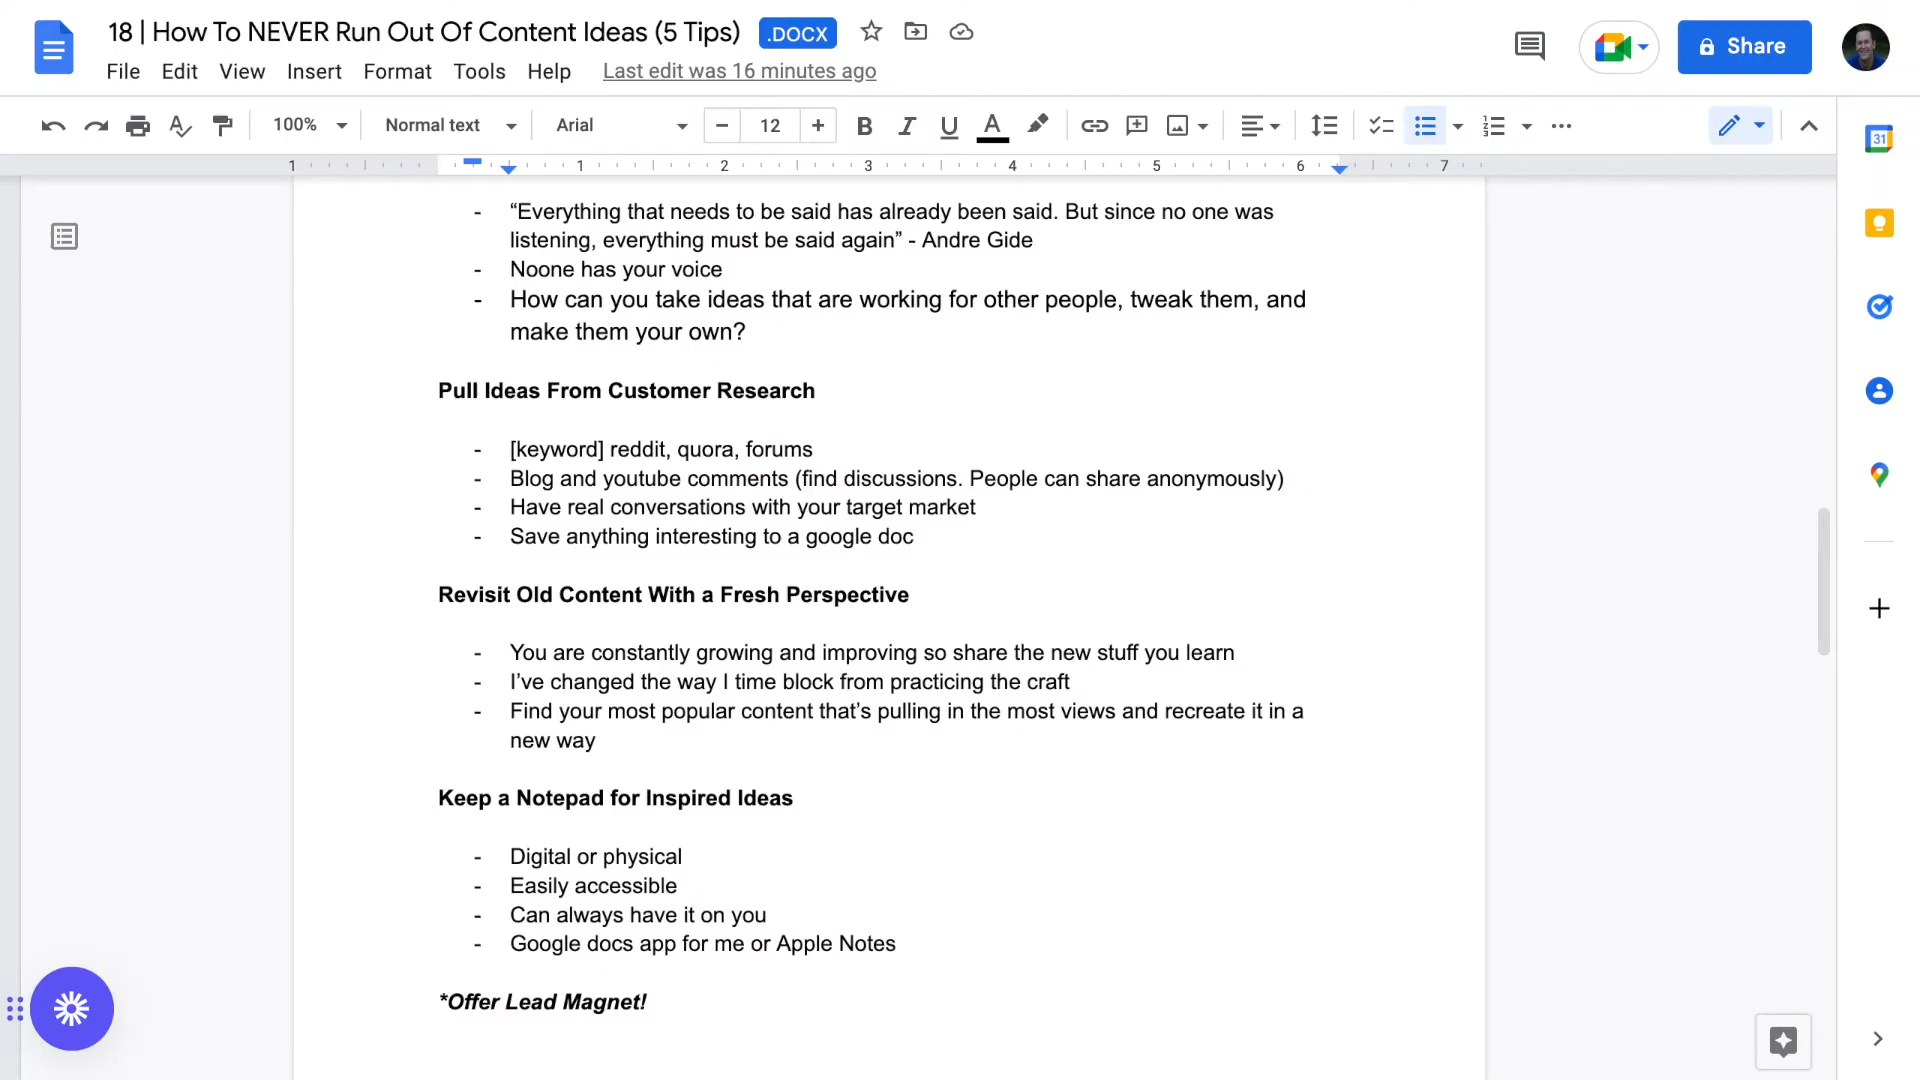 18 | How To NEVER Run Out Of Content Ideas (5 Tips) .DOCX
Share
File Edit View Insert Format Tools Help Last edit was 16 minutes ago
100% Normal text Arial 12
1 1 2 3 4 5 6 7
31
- “Everything that needs to be said has already been said. But since no one was
listening, everything must be said again” - Andre Gide
- Noone has your voice
- How can you take ideas that are working for other people, tweak them, and
make them your own?
Pull Ideas From Customer Research
- [keyword] reddit, quora, forums
- Blog and youtube comments (find discussions. People can share anonymously)
- Have real conversations with your target market
- Save anything interesting to a google doc
Revisit Old Content With a Fresh Perspective
- You are constantly growing and improving so share the new stuff you learn
- I’ve changed the way I time block from practicing the craft
- Find your most popular content that’s pulling in the most views and recreate it in a
new way
Keep a Notepad for Inspired Ideas
- Digital or physical
- Easily accessible
- Can always have it on you
- Google docs app for me or Apple Notes
*Offer Lead Magnet!